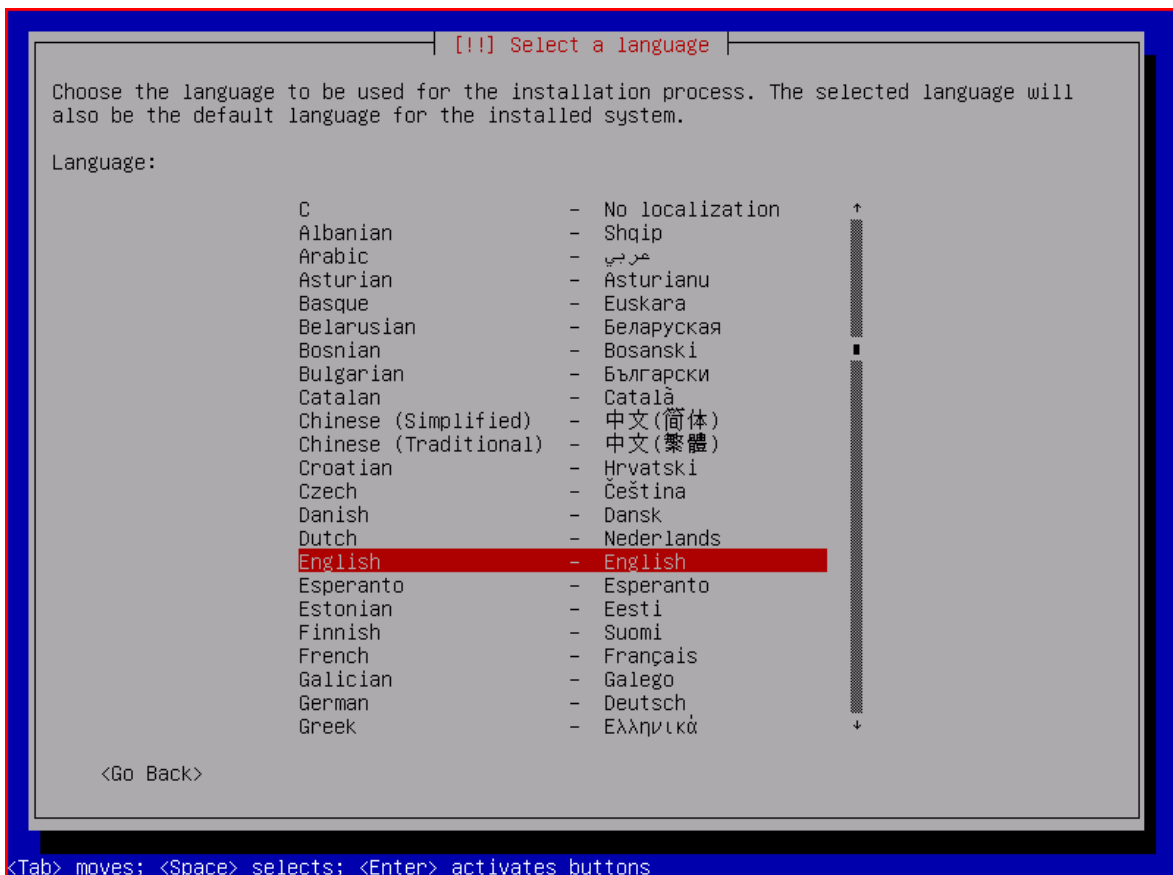 [!!] Select a language
Choose the language to be used for the installation process. The selected language will
also be the default language for the installed system.
Language:
C - No localization
Albanian - Shqip
Arabic - عربي
Asturian - Asturianu
Basque - Euskara
Belarusian - Беларуская
Bosnian - Bosanski
Bulgarian - Български
Catalan - Català
Chinese (Simplified) - 中文(简体)
Chinese (Traditional) - 中文(繁體)
Croatian - Hrvatski
Czech - Čeština
Danish - Dansk
Dutch - Nederlands
English - English
Esperanto - Esperanto
Estonian - Eesti
Finnish - Suomi
French - Français
Galician - Galego
German - Deutsch
Greek - Ελληνικά
<Go Back>
<Tab> moves; <Space> selects; <Enter> activates buttons